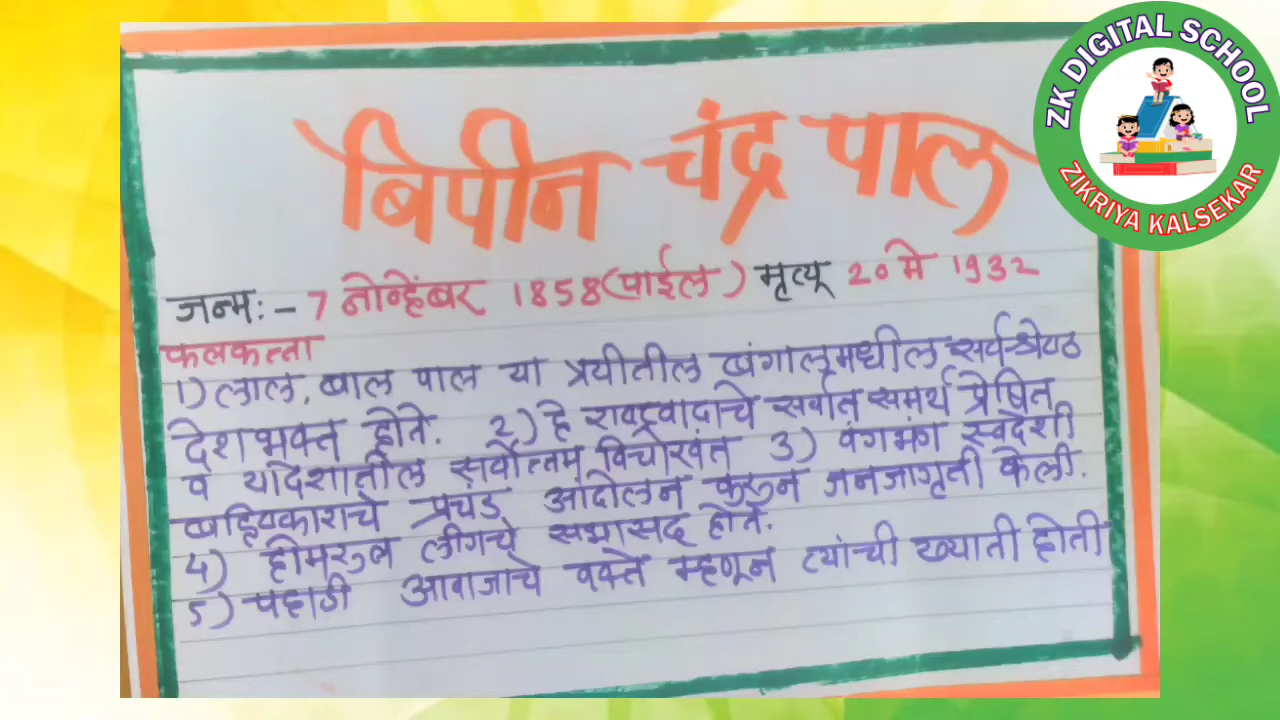 ZK DIGITAL SCHOOL
ZIKRIYA KALSEKAR
बिपीन चंद्र पाल
जन्म:- 7 नोव्हेंबर 1858 (पाईल) मृत्यू 20 मे 1932
कलकत्ता
1) लाल, बाल पाल या त्रयीतील बंगालमधील सर्वश्रेष्ठ
देशभक्त होते. 2) हे राष्ट्रवादाचे सर्वात समर्थ प्रेषित
व यादेशातील सर्वोत्तम विचारवंत 3) वंगभंग स्वदेशी
बहिष्काराचे प्रचंड आंदोलन करुन जनजागृती केली.
4) होमरुल लीगचे सभासद होते.
5) पहाडी आवाजाचे वक्ते म्हणून त्यांची ख्याती होती